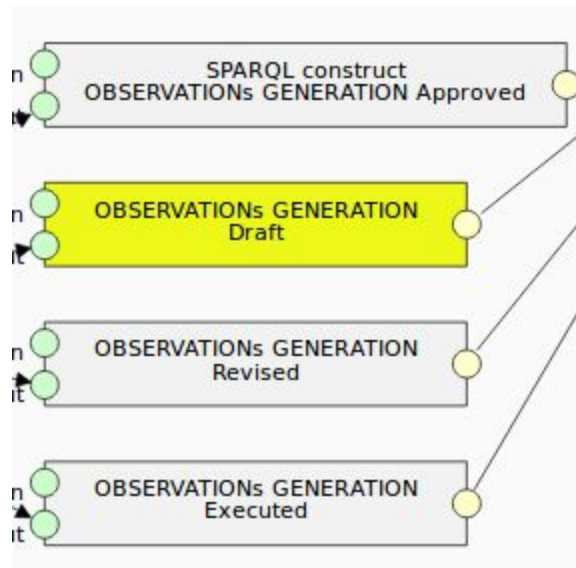 SPARQL construct
OBSERVATIONs GENERATION Approved
OBSERVATIONs GENERATION
Draft
OBSERVATIONs GENERATION
Revised
OBSERVATIONs GENERATION
Executed